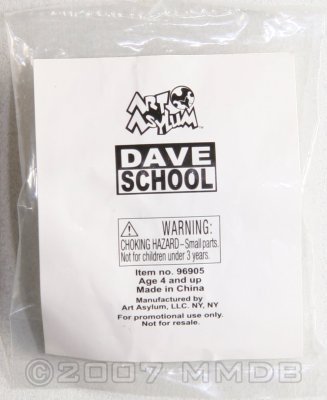 ART
ASYLUM™
DAVE
SCHOOL
WARNING:
CHOKING HAZARD-Small parts.
Not for children under 3 years.
Item no. 96905
Age 4 and up
Made in China
Manufactured by
Art Asylum, LLC. NY, NY
For promotional use only.
Not for resale.
©2007 MMDB